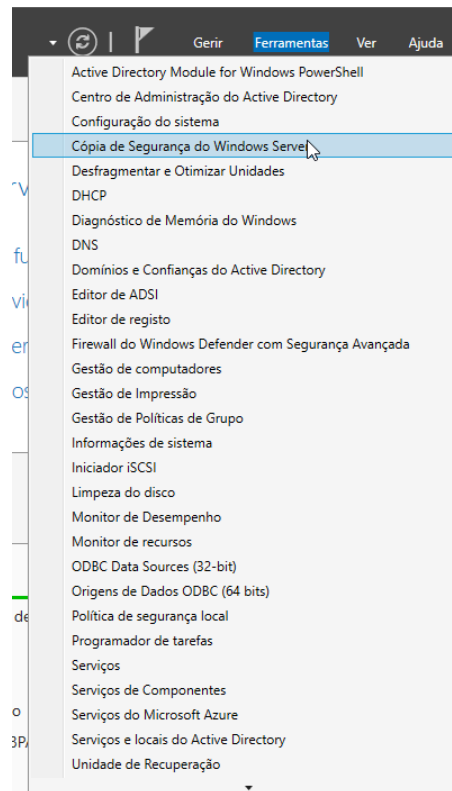 Gerir Ferramentas Ver Ajuda
Active Directory Module for Windows PowerShell
Centro de Administração do Active Directory
Configuração do sistema
Cópia de Segurança do Windows Server
Desfragmentar e Otimizar Unidades
DHCP
Diagnóstico de Memória do Windows
DNS
Domínios e Confianças do Active Directory
Editor de ADSI
Editor de registo
Firewall do Windows Defender com Segurança Avançada
Gestão de computadores
Gestão de Impressão
Gestão de Políticas de Grupo
Informações de sistema
Iniciador iSCSI
Limpeza do disco
Monitor de Desempenho
Monitor de recursos
ODBC Data Sources (32-bit)
Origens de Dados ODBC (64 bits)
Política de segurança local
Programador de tarefas
Serviços
Serviços de Componentes
Serviços do Microsoft Azure
Serviços e locais do Active Directory
Unidade de Recuperação